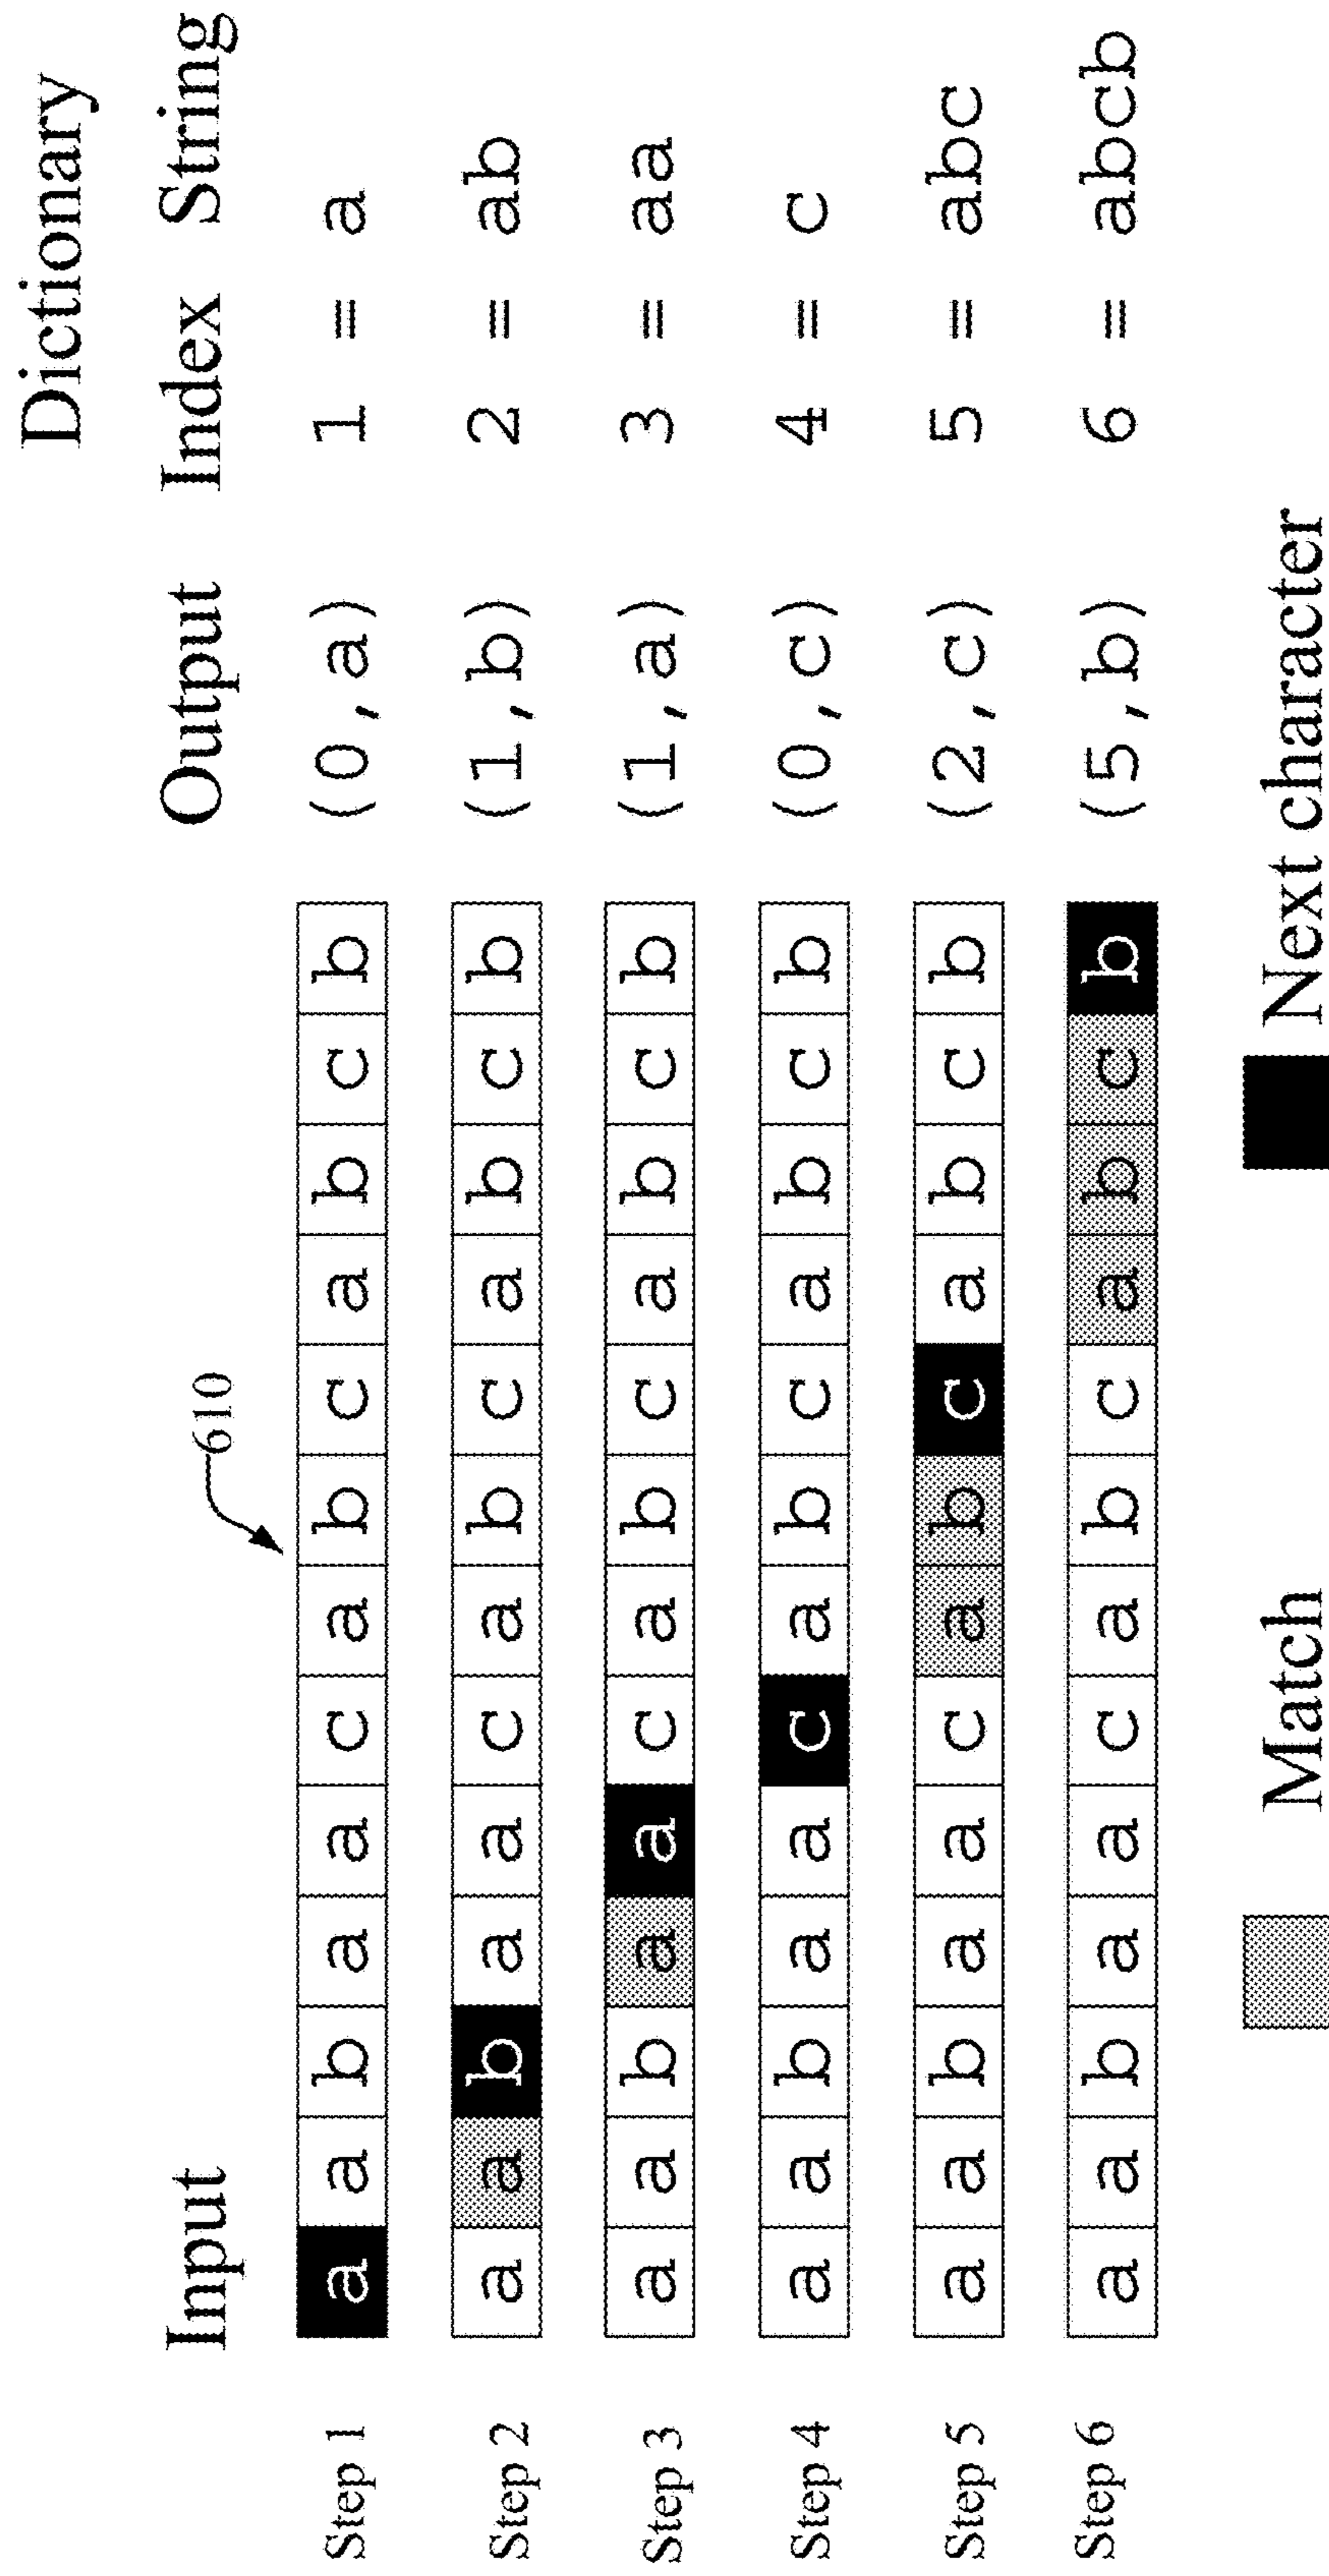 Dictionary
Input Output Index String
610
Step 1 a a b a a c a b c a b c b (0,a) 1 = a
Step 2 a a b a a c a b c a b c b (1,b) 2 = ab
Step 3 a a b a a c a b c a b c b (1,a) 3 = aa
Step 4 a a b a a c a b c a b c b (0,c) 4 = c
Step 5 a a b a a c a b c a b c b (2,c) 5 = abc
Step 6 a a b a a c a b c a b c b (5,b) 6 = abcb
Match Next character